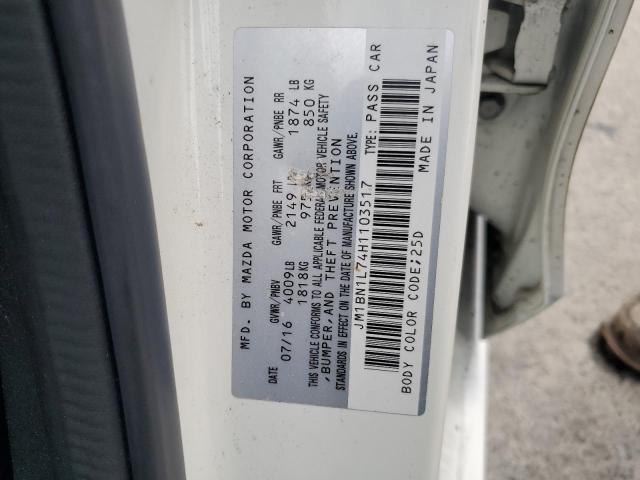 MFD. BY MAZDA MOTOR CORPORATION
DATE GVWR/PNBV GAWR/PNBE FRT GAWR/PNBE RR
07/16 4009LB 2149 1874 LB
1818KG 975 850 KG
THIS VEHICLE CONFORMS TO ALL APPLICABLE FEDERAL MOTOR VEHICLE SAFETY
,BUMPER,AND THEFT PREVENTION
STANDARDS IN EFFECT ON THE DATE OF MANUFACTURE SHOWN ABOVE.
JM1BN1L74H1103517 TYPE: PASS CAR
BODY COLOR CODE;25D MADE IN JAPAN